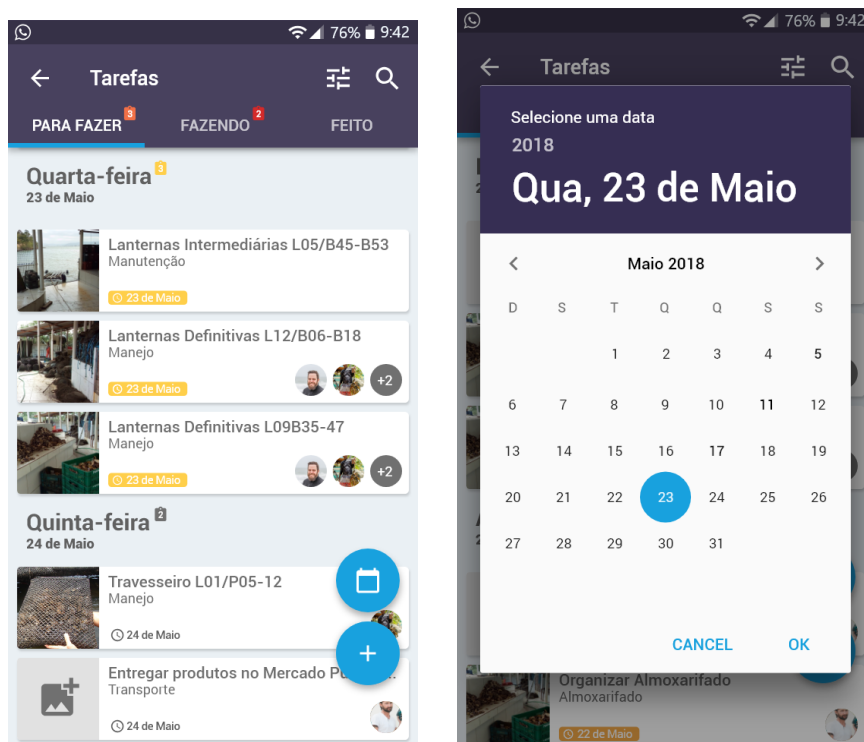 76% 9:42
Tarefas
PARA FAZER 3 FAZENDO 2 FEITO
Quarta-feira 3
23 de Maio
Lanternas Intermediárias L05/B45-B53
Manutenção
23 de Maio
Lanternas Definitivas L12/B06-B18
Manejo
23 de Maio
+2
Lanternas Definitivas L09B35-47
Manejo
23 de Maio
+2
Quinta-feira 2
24 de Maio
Travesseiro L01/P05-12
Manejo
24 de Maio
+
Entregar produtos no Mercado
Transporte
24 de Maio
76% 9:42
Tarefas
Selecione uma data
2018
Qua, 23 de Maio
Maio 2018
D S T Q Q S S
1 2 3 4 5
6 7 8 9 10 11 12
13 14 15 16 17 18 19
20 21 22 23 24 25 26
27 28 29 30 31
CANCEL OK
Organizar Almoxarifado
Almoxarifado
22 de Maio